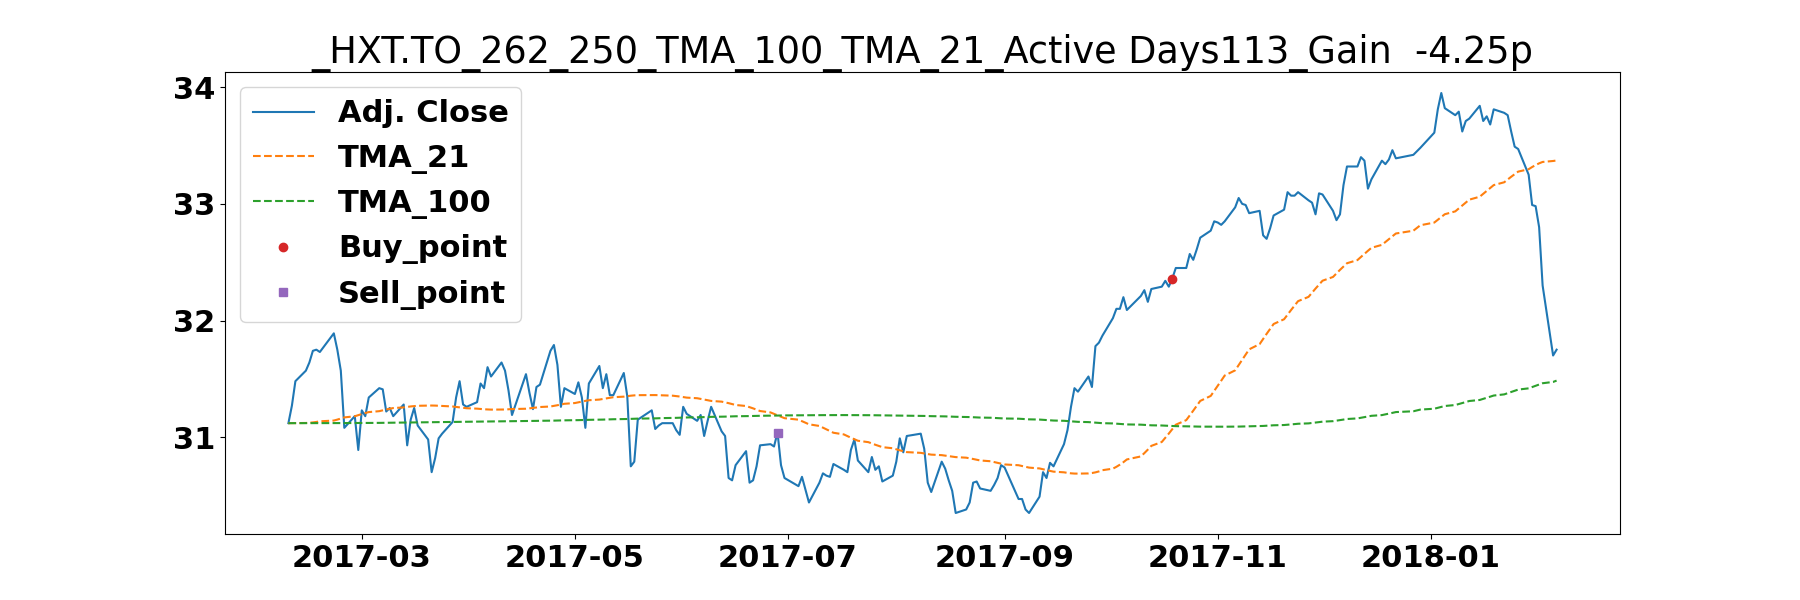 _HXT.TO_262_250_TMA_100_TMA_21_Active Days113_Gain  -4.25p
34
33
32
31
Adj. Close
TMA_21
TMA_100
Buy_point
Sell_point
2017-03 2017-05 2017-07 2017-09 2017-11 2018-01